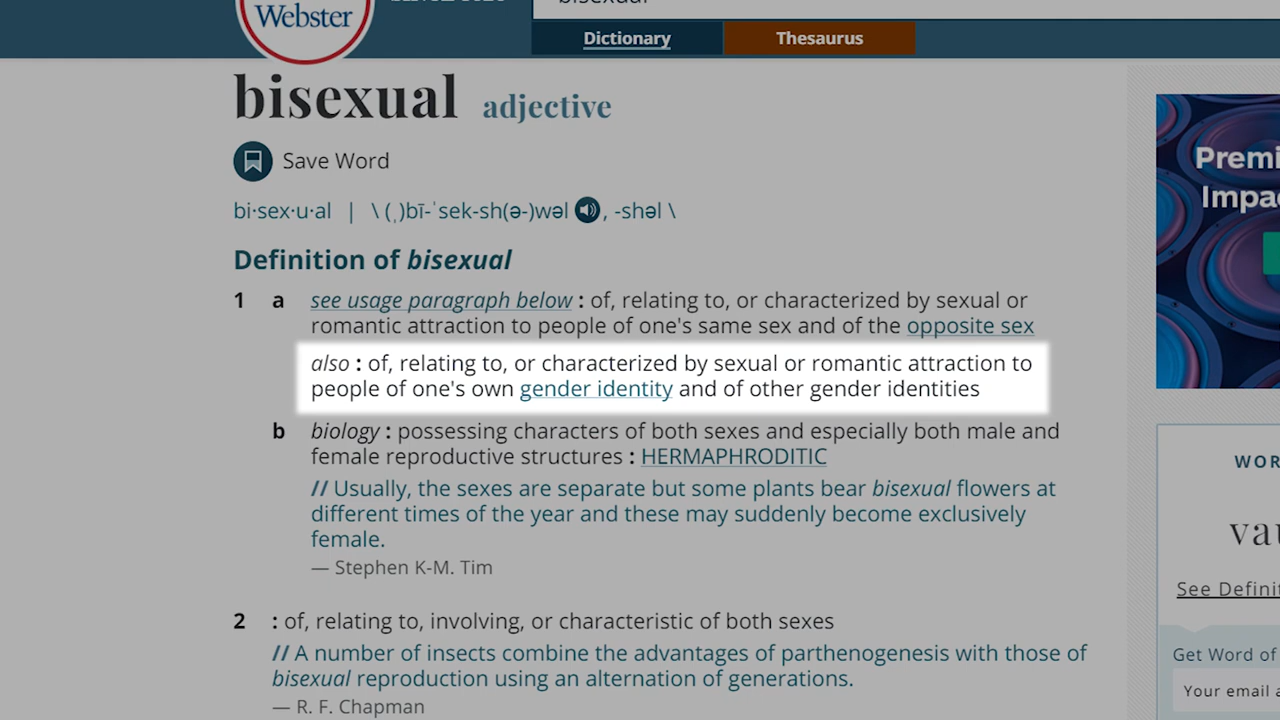 Webster
Dictionary
Thesaurus
bisexual adjective
Save Word
bi·sex·u·al | \ (ˌ)bī-ˈsek-sh(ə-)wəl , -shəl \
Definition of bisexual
1 a see usage paragraph below : of, relating to, or characterized by sexual or
romantic attraction to people of one's same sex and of the opposite sex
also : of, relating to, or characterized by sexual or romantic attraction to
people of one's own gender identity and of other gender identities
b biology : possessing characters of both sexes and especially both male and
female reproductive structures : HERMAPHRODITIC
// Usually, the sexes are separate but some plants bear bisexual flowers at
different times of the year and these may suddenly become exclusively
female.
— Stephen K-M. Tim
2 : of, relating to, involving, or characteristic of both sexes
// A number of insects combine the advantages of parthenogenesis with those of
bisexual reproduction using an alternation of generations.
— R. F. Chapman
Premi
Impa
WOR
vau
See Definit
Get Word of
Your email a